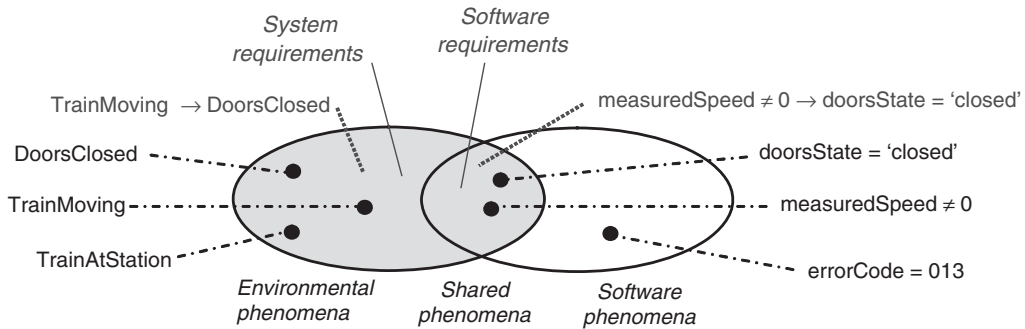 System
requirements
Software
requirements
TrainMoving → DoorsClosed
measuredSpeed ≠ 0 → doorsState = ‘closed’
DoorsClosed
doorsState = ‘closed’
TrainMoving
measuredSpeed ≠ 0
TrainAtStation
errorCode = 013
Environmental
phenomena
Shared
phenomena
Software
phenomena